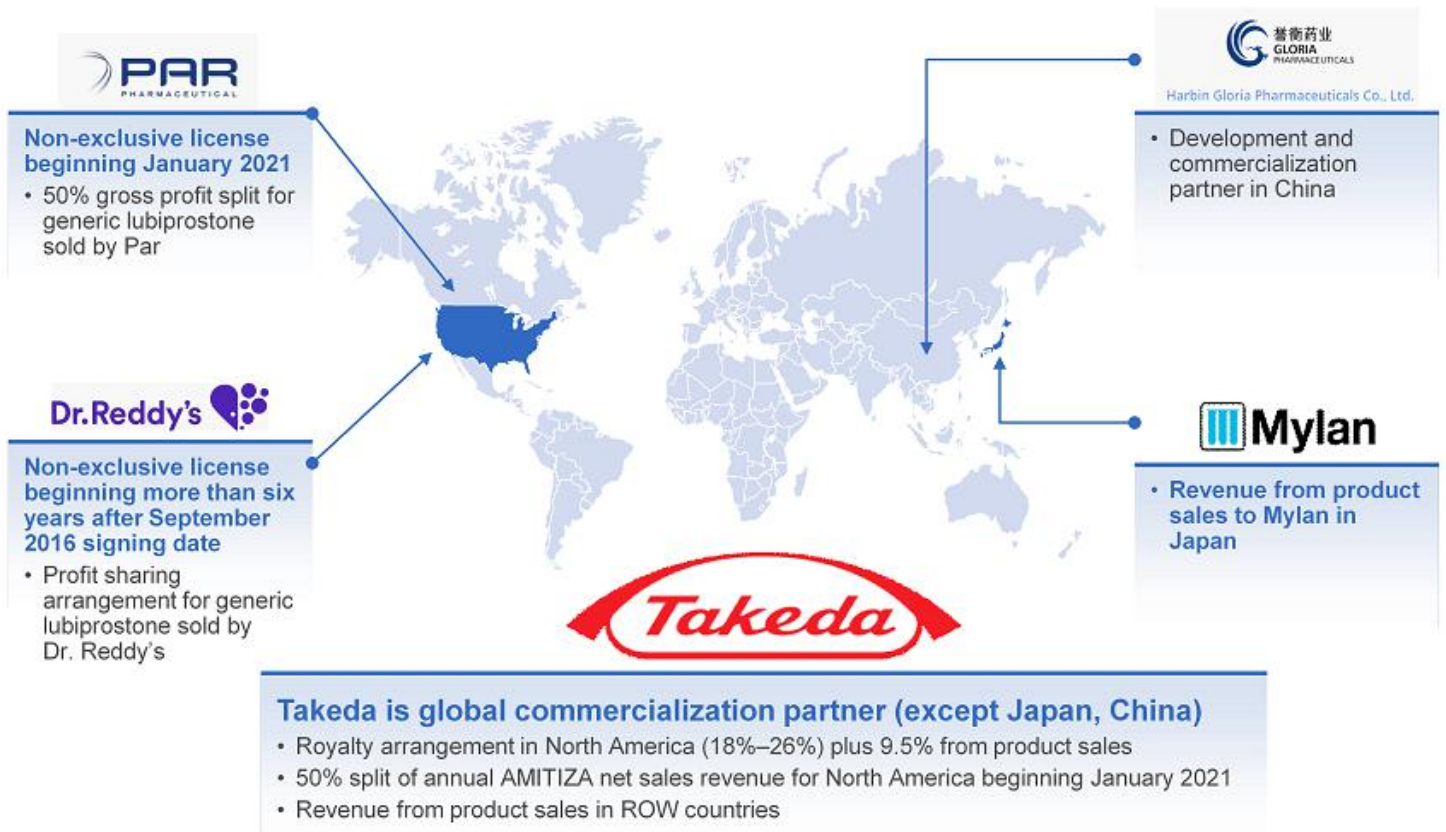 PAR
PHARMACEUTICAL
Non-exclusive license
beginning January 2021
• 50% gross profit split for
generic lubiprostone
sold by Par
Dr.Reddy's
Non-exclusive license
beginning more than six
years after September
2016 signing date
• Profit sharing
arrangement for generic
lubiprostone sold by
Dr. Reddy's
誉衡药业
GLORIA
PHARMACEUTICALS
Harbin Gloria Pharmaceuticals Co., Ltd.
• Development and
commercialization
partner in China
Mylan
• Revenue from product
sales to Mylan in
Japan
Takeda
Takeda is global commercialization partner (except Japan, China)
• Royalty arrangement in North America (18%–26%) plus 9.5% from product sales
• 50% split of annual AMITIZA net sales revenue for North America beginning January 2021
• Revenue from product sales in ROW countries